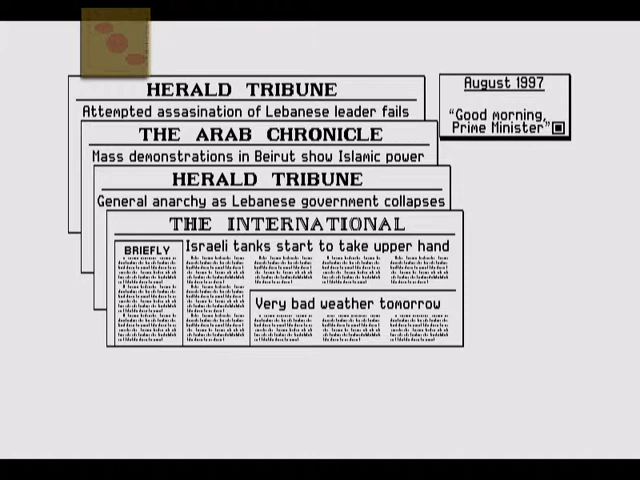 HERALD TRIBUNE
Attempted assasination of Lebanese leader fails
THE ARAB CHRONICLE
Mass demonstrations in Beirut show Islamic power
HERALD TRIBUNE
General anarchy as Lebanese government collapses
THE INTERNATIONAL
BRIEFLY
Israeli tanks start to take upper hand
Very bad weather tomorrow
August 1997
“Good morning,
Prime Minister”